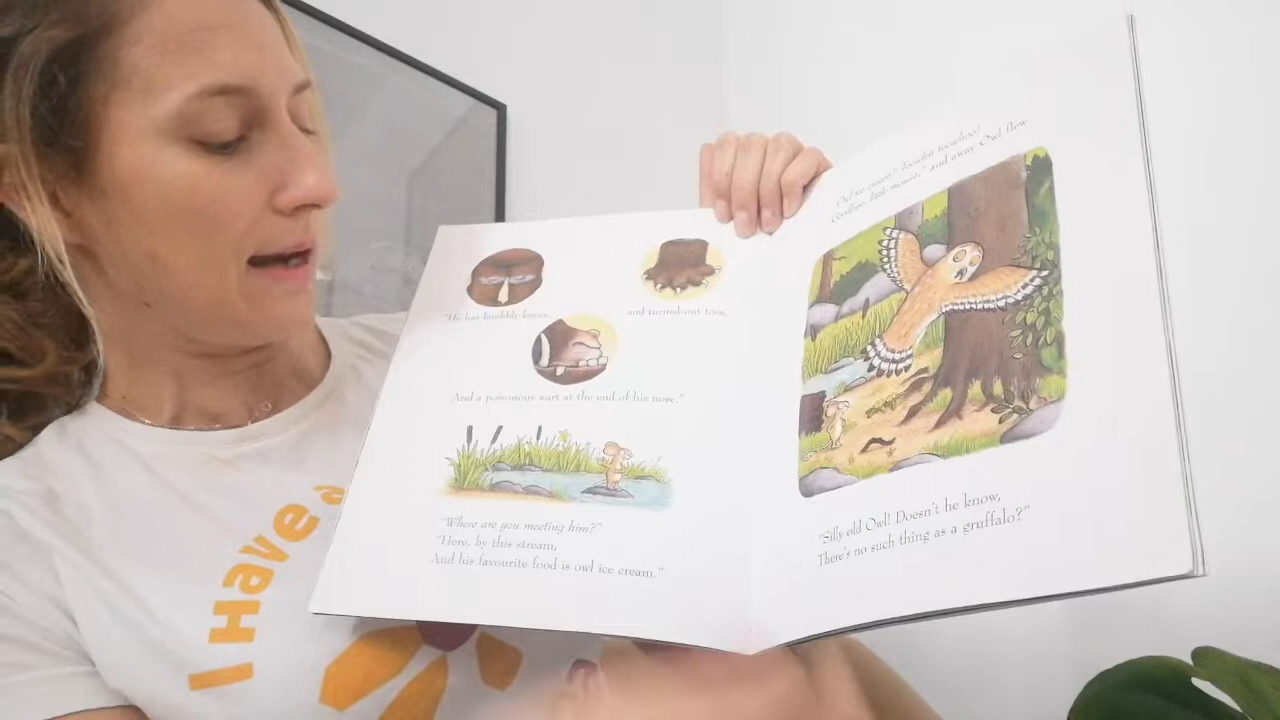 I Have a
"He has knobbly knees,
and turned-out toes,
And a poisonous wart at the end of his nose."
"Where are you meeting him?"
"Here, by this stream,
And his favourite food is owl ice cream."
"Owl ice cream? Toowhit toowhoo!
Goodbye, little mouse," and away Owl flew
"Silly old Owl! Doesn't he know,
There's no such thing as a gruffalo?"